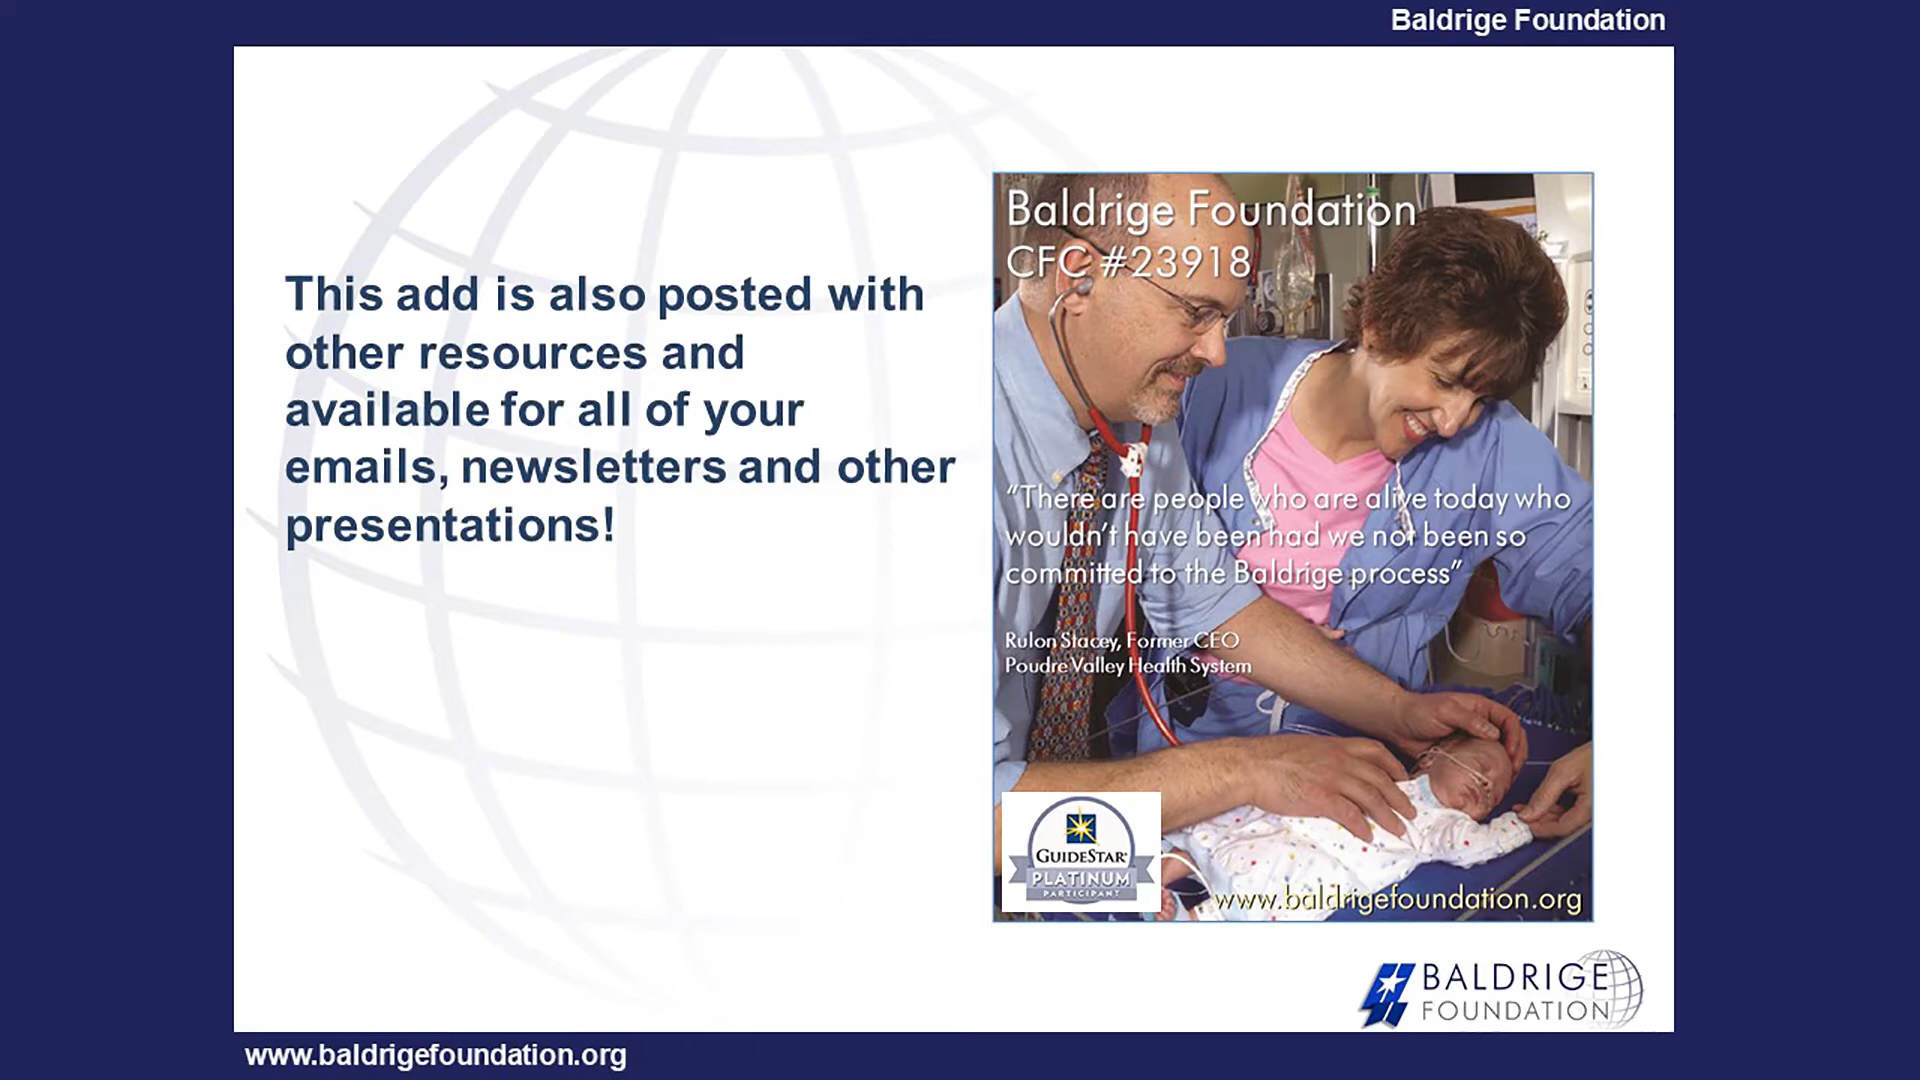 Baldrige Foundation
This add is also posted with
other resources and
available for all of your
emails, newsletters and other
presentations!
Baldrige Foundation
CFC #23918
“There are people who are alive today who
wouldn’t have been had we not been so
committed to the Baldrige process”
Rulon Stacey, Former CEO
Poudre Valley Health System
GUIDESTAR®
PLATINUM
PARTICIPANT
www.baldrigefoundation.org
BALDRIGE
FOUNDATION
www.baldrigefoundation.org